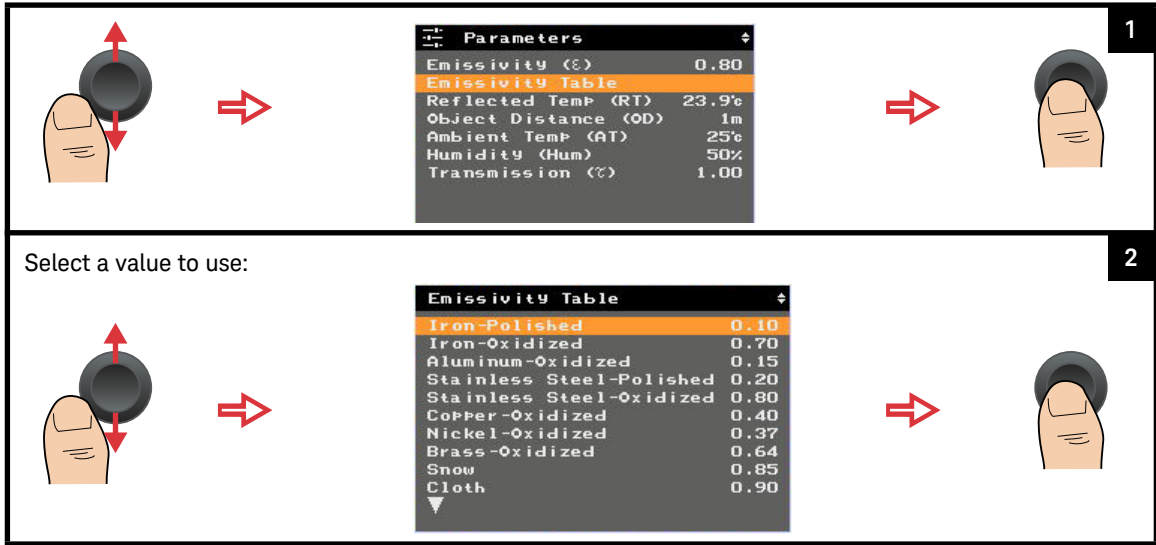 1
Parameters
Emissivity (ε) 0.80
Emissivity Table
Reflected Temp (RT) 23.9°c
Object Distance (OD) 1m
Ambient Temp (AT) 25°c
Humidity (Hum) 50%
Transmission (τ) 1.00
2
Select a value to use:
Emissivity Table
Iron-Polished 0.10
Iron-Oxidized 0.70
Aluminum-Oxidized 0.15
Stainless Steel-Polished 0.20
Stainless Steel-Oxidized 0.80
Copper-Oxidized 0.40
Nickel-Oxidized 0.37
Brass-Oxidized 0.64
Snow 0.85
Cloth 0.90